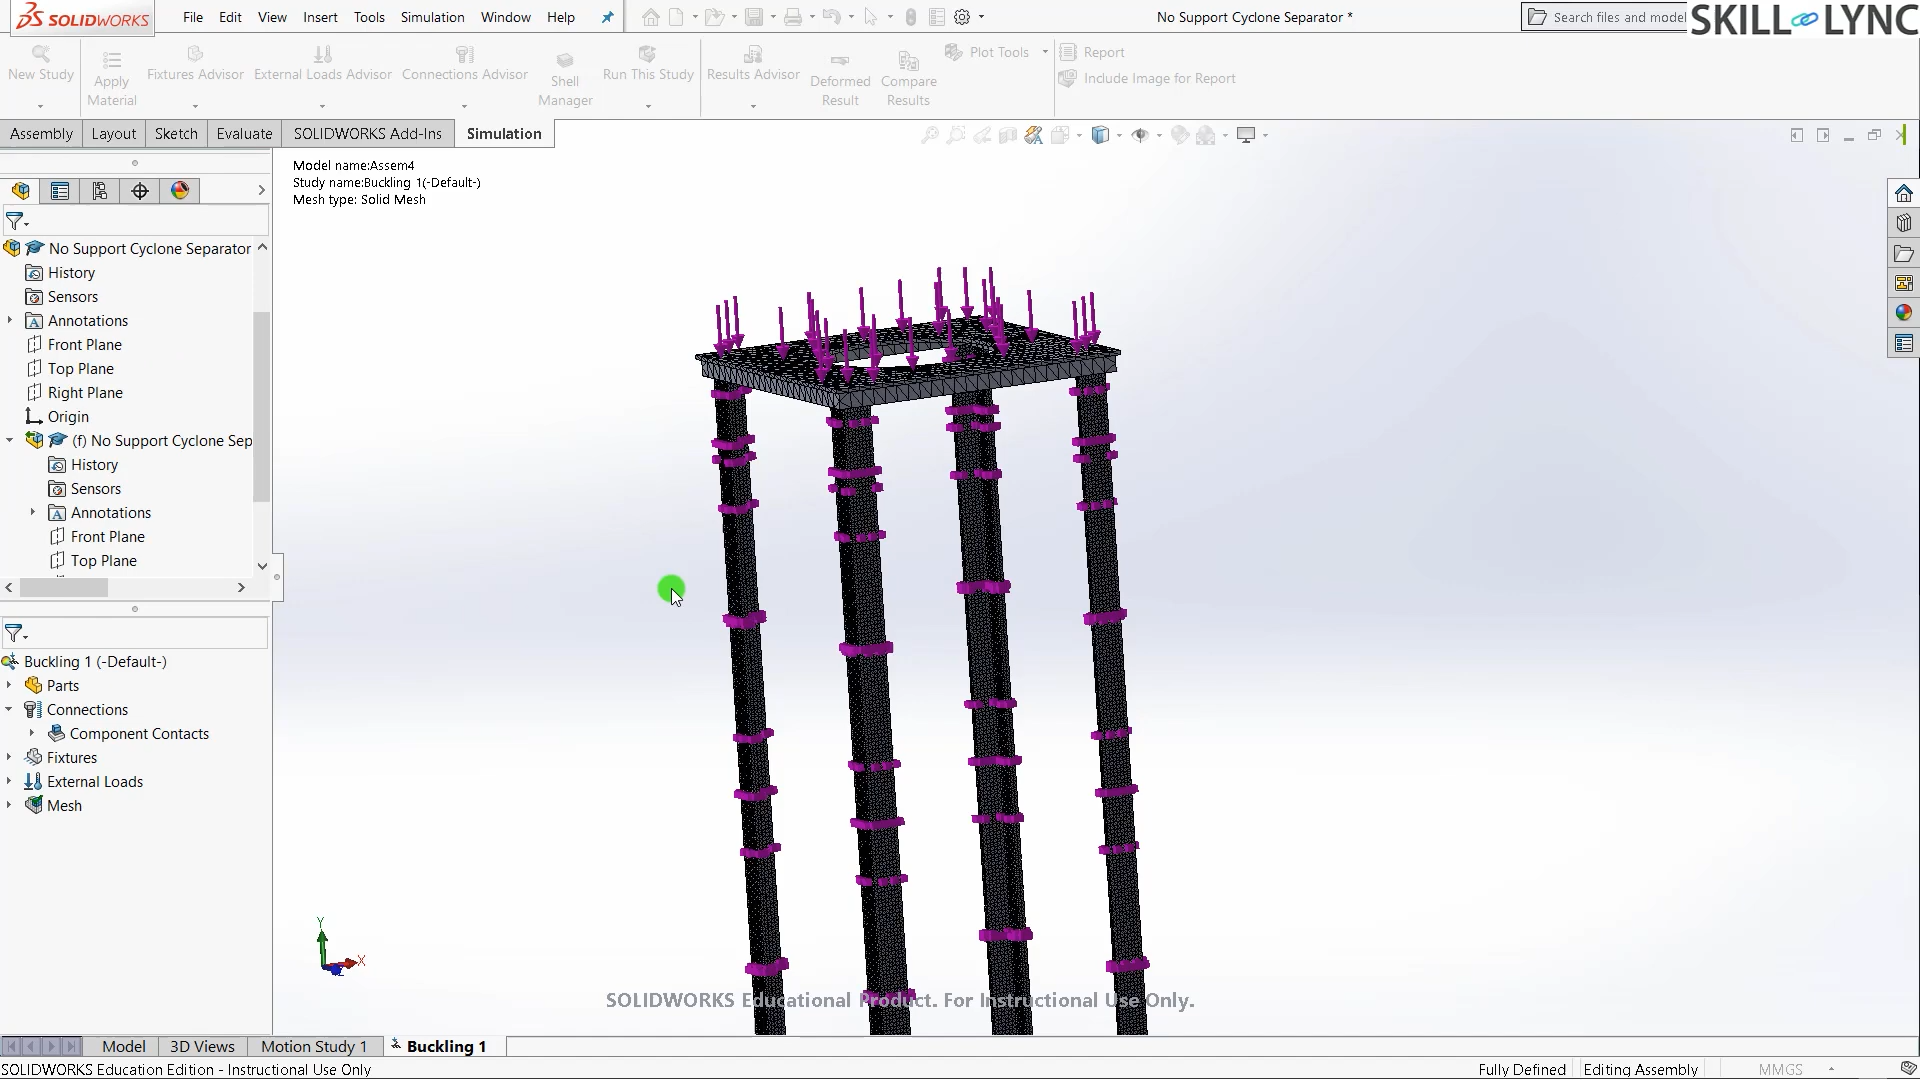 SOLIDWORKS
File Edit View Insert Tools Simulation Window Help
No Support Cyclone Separator *
Search files and model
SKILL LYNC
New Study
Apply Material
Fixtures Advisor
External Loads Advisor
Connections Advisor
Shell Manager
Run This Study
Results Advisor
Deformed Result
Compare Results
Plot Tools
Report
Include Image for Report
Assembly Layout Sketch Evaluate SOLIDWORKS Add-Ins Simulation
Model name:Assem4
Study name:Buckling 1(-Default-)
Mesh type: Solid Mesh
No Support Cyclone Separator
History
Sensors
Annotations
Front Plane
Top Plane
Right Plane
Origin
(f) No Support Cyclone Sep
History
Sensors
Annotations
Front Plane
Top Plane
Buckling 1 (-Default-)
Parts
Connections
Component Contacts
Fixtures
External Loads
Mesh
Y
X
SOLIDWORKS Educational Product. For Instructional Use Only.
Model 3D Views Motion Study 1 Buckling 1
SOLIDWORKS Education Edition - Instructional Use Only
Fully Defined Editing Assembly MMGS